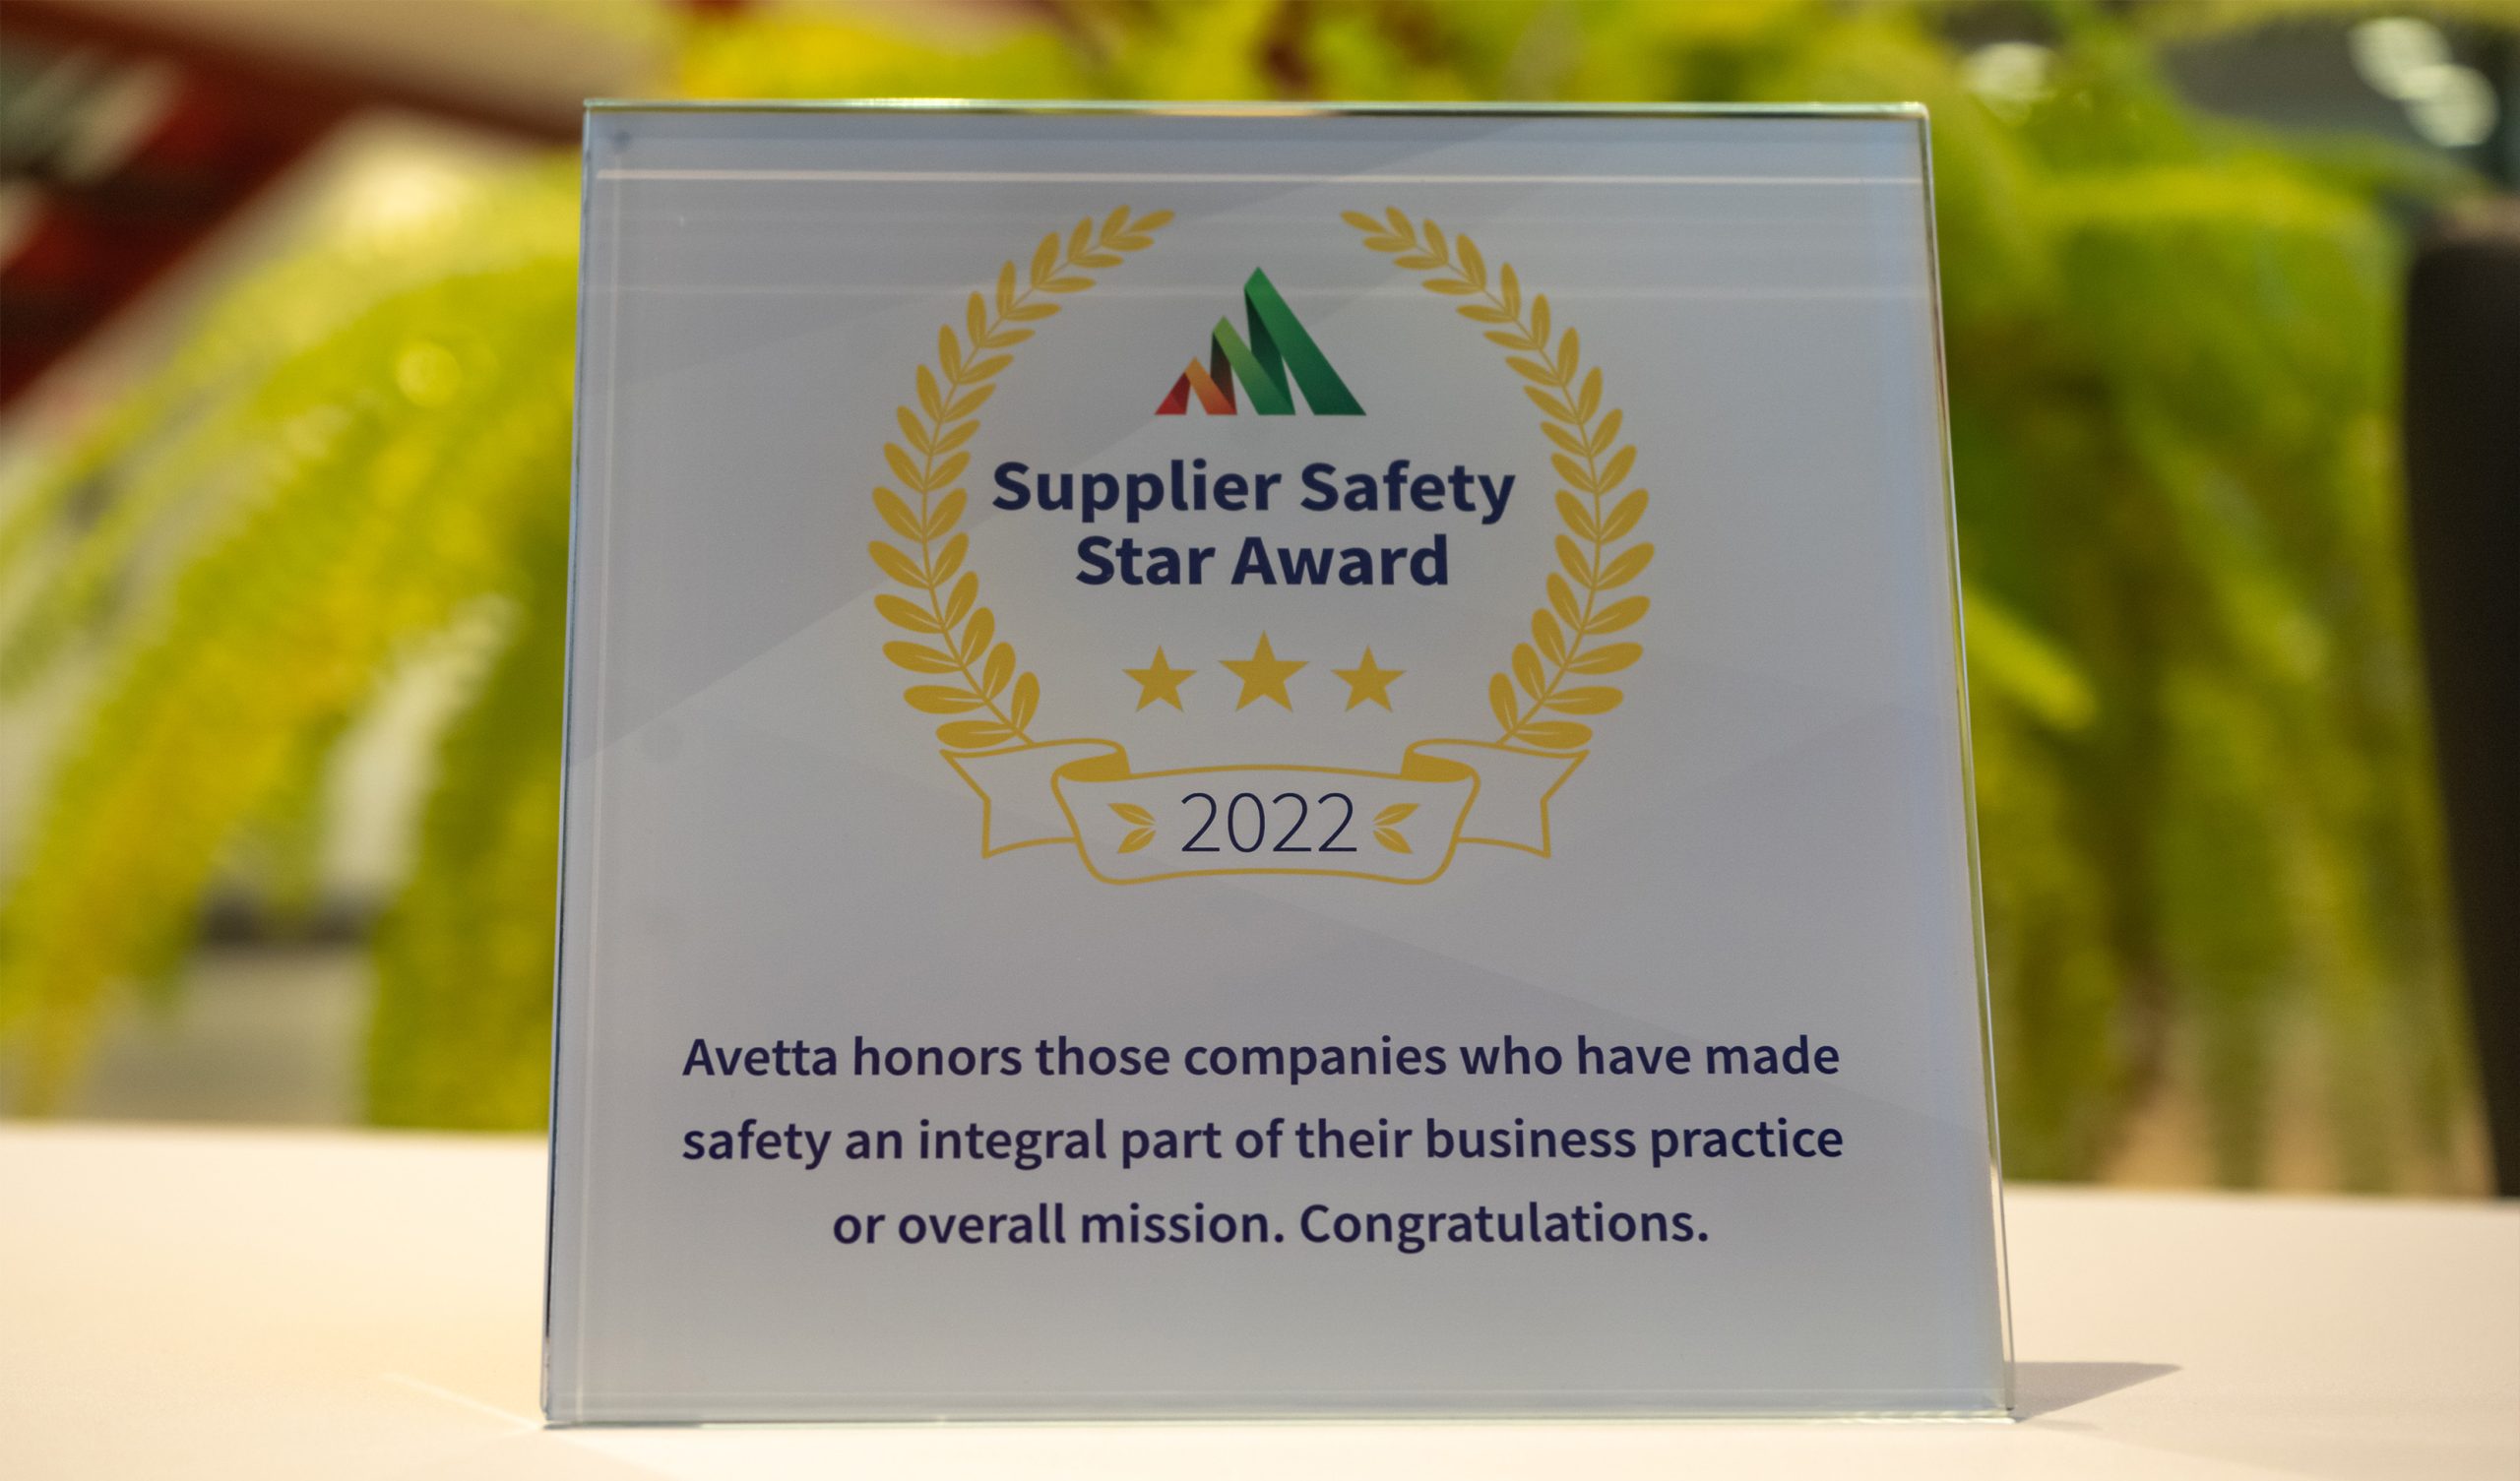 Supplier Safety
Star Award
2022
Avetta honors those companies who have made
safety an integral part of their business practice
or overall mission. Congratulations.